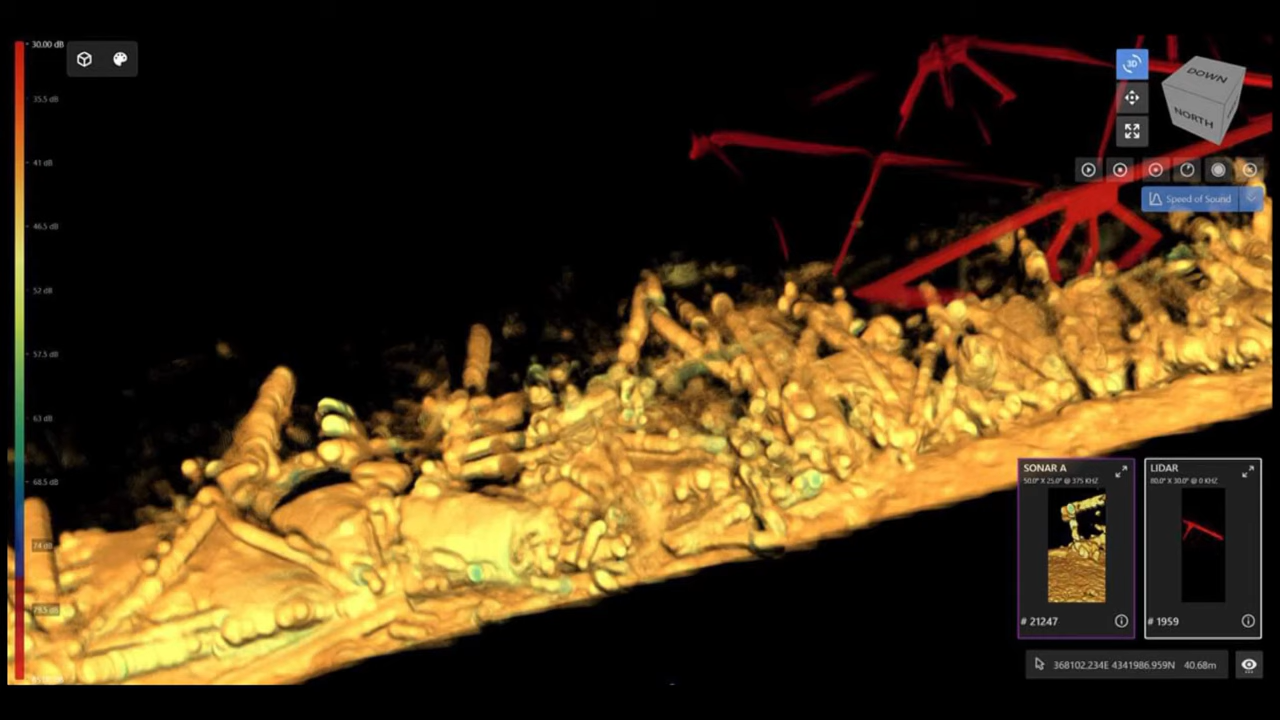 30.00 dB
35.5 dB
41 dB
46.5 dB
52 dB
57.5 dB
63 dB
68.5 dB
74 dB
79.5 dB
3D
DOWN
NORTH
Speed of Sound
SONAR A
50.0° X 25.0° @ 375 KHZ
# 21247
LIDAR
80.0° X 30.0° @ 0 KHZ
# 1959
368102.234E 4341986.959N 40.68m